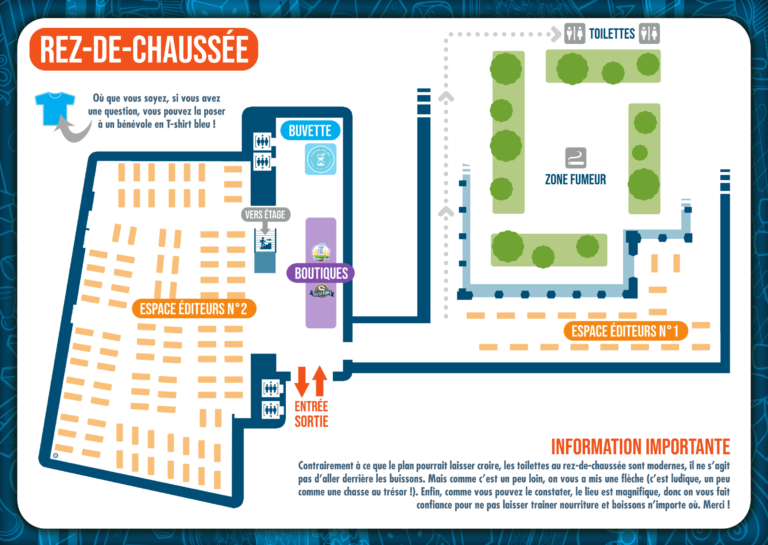 REZ-DE-CHAUSSÉE
Où que vous soyez, si vous avez
une question, vous pouvez la poser
à un bénévole en T-shirt bleu !
BUVETTE
VERS ÉTAGE
BOUTIQUES
ESPACE ÉDITEURS N°2
ENTRÉE
SORTIE
TOILETTES
ZONE FUMEUR
ESPACE ÉDITEURS N°1
INFORMATION IMPORTANTE
Contrairement à ce que le plan pourrait laisser croire, les toilettes au rez-de-chaussée sont modernes, il ne s’agit
pas d’aller derrière les buissons. Mais comme c’est un peu loin, on vous a mis une flèche (c’est ludique, un peu
comme une chasse au trésor !). Enfin, comme vous pouvez le constater, le lieu est magnifique, donc on vous fait
confiance pour ne pas laisser trainer nourriture et boissons n’importe où. Merci !